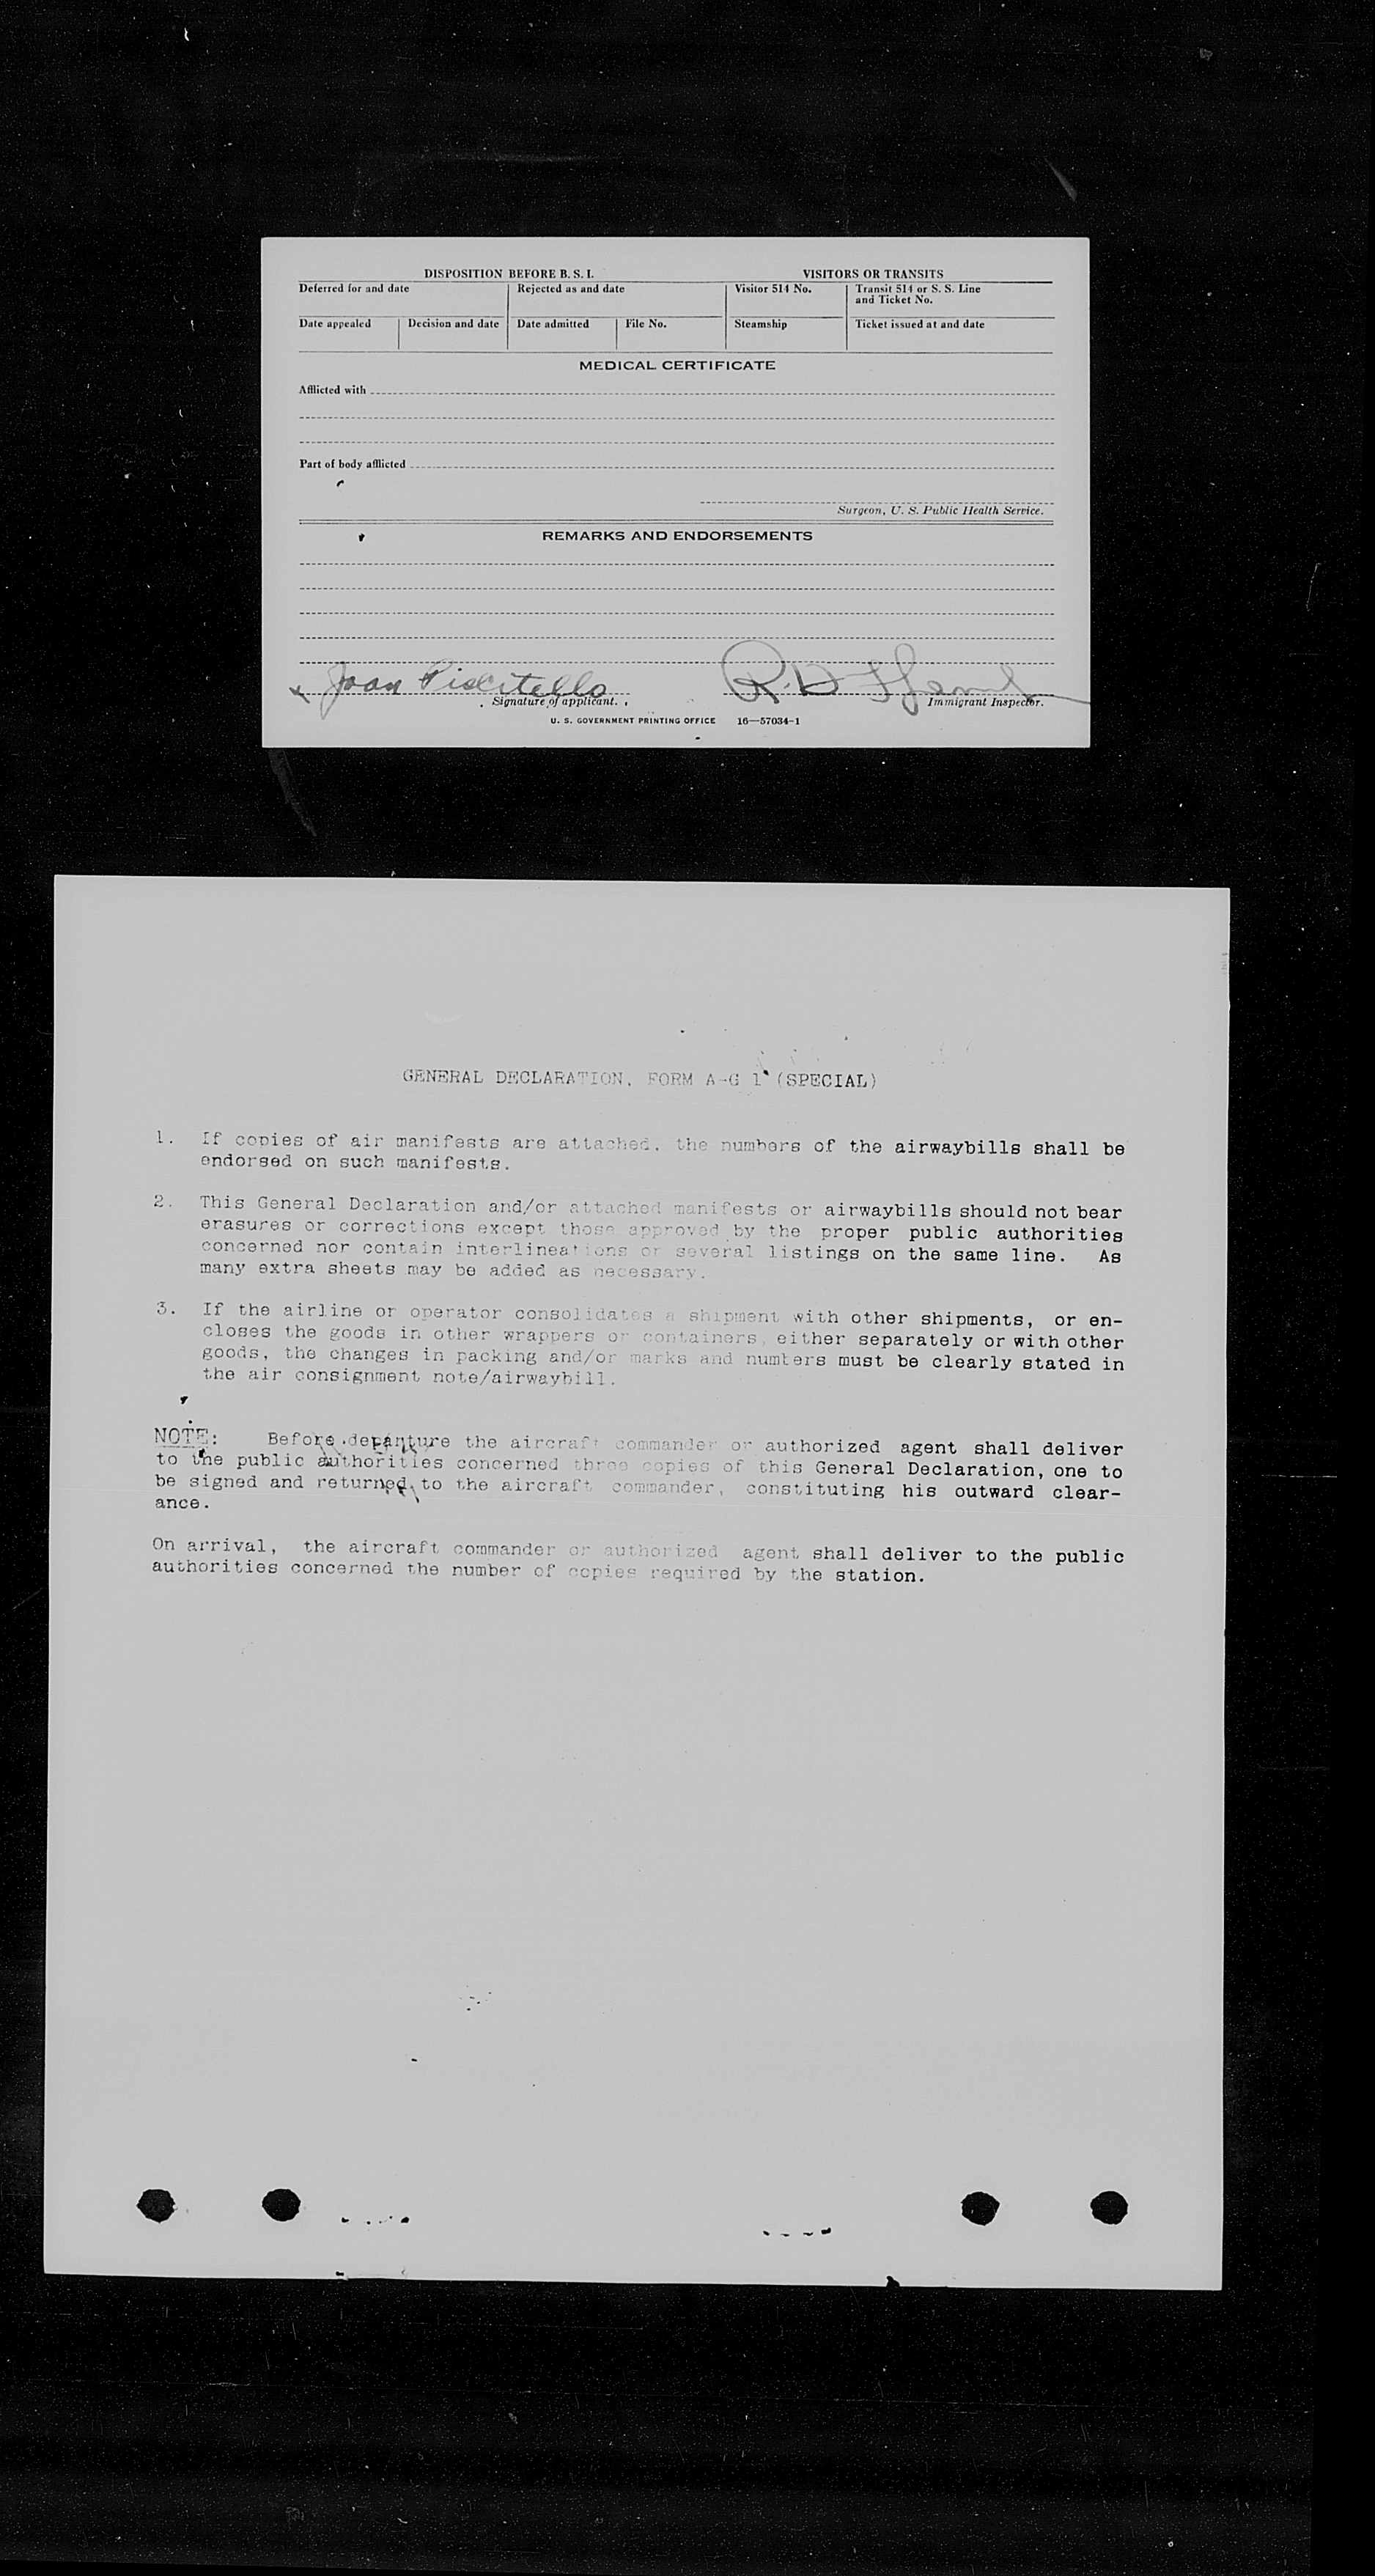 DISPOSITION BEFORE B. S. I. VISITORS OR TRANSITS
Deferred for and date Rejected as and date Visitor 514 No. Transit 514 or S. S. Line
and Ticket No.
Date appealed Decision and date Date admitted File No. Steamship Ticket issued at and date
MEDICAL CERTIFICATE
Afflicted with
Part of body afflicted
Surgeon, U. S. Public Health Service.
REMARKS AND ENDORSEMENTS
x Joan Piscitello R. D.
Signature of applicant. Immigrant Inspector.
U. S. GOVERNMENT PRINTING OFFICE 16—57034-1
GENERAL DECLARATION, FORM A-G 1 (SPECIAL)
1. If copies of air manifests are attached, the numbers of the airwaybills shall be
endorsed on such manifests.
2. This General Declaration and/or attached manifests or airwaybills should not bear
erasures or corrections except those approved by the proper public authorities
concerned nor contain interlineations or several listings on the same line. As
many extra sheets may be added as necessary.
3. If the airline or operator consolidates a shipment with other shipments, or en-
closes the goods in other wrappers or containers, either separately or with other
goods, the changes in packing and/or marks and numbers must be clearly stated in
the air consignment note/airwaybill.
NOTE: Before departure the aircraft commander or authorized agent shall deliver
to the public authorities concerned three copies of this General Declaration, one to
be signed and returned to the aircraft commander, constituting his outward clear-
ance.
On arrival, the aircraft commander or authorized agent shall deliver to the public
authorities concerned the number of copies required by the station.